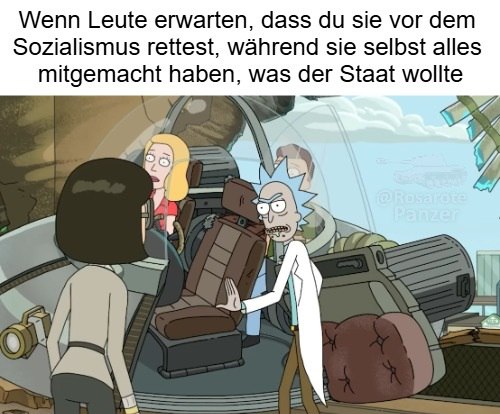 Wenn Leute erwarten, dass du sie vor dem
Sozialismus rettest, während sie selbst alles
mitgemacht haben, was der Staat wollte
@Rosarote
Panzer